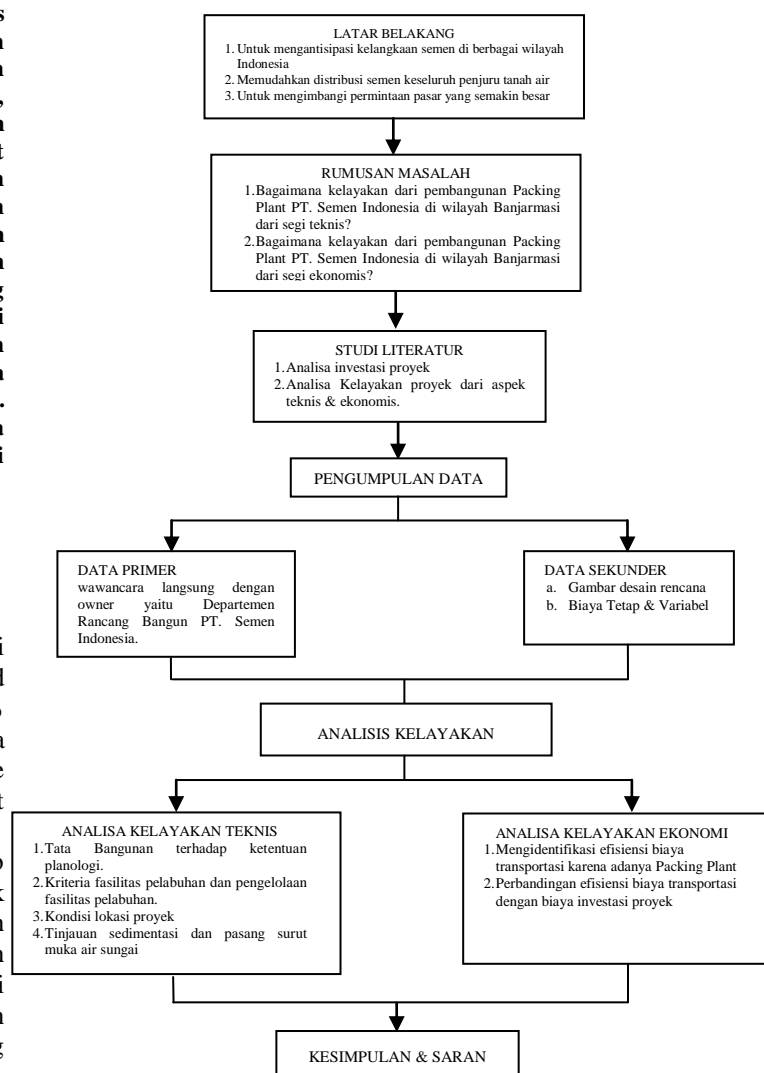 LATAR BELAKANG
1. Untuk mengantisipasi kelangkaan semen di berbagai wilayah
Indonesia
2. Memudahkan distribusi semen keseluruh penjuru tanah air
3. Untuk mengimbangi permintaan pasar yang semakin besar
RUMUSAN MASALAH
1.Bagaimana kelayakan dari pembangunan Packing
Plant PT. Semen Indonesia di wilayah Banjarmasi
dari segi teknis?
2.Bagaimana kelayakan dari pembangunan Packing
Plant PT. Semen Indonesia di wilayah Banjarmasi
dari segi ekonomis?
STUDI LITERATUR
1.Analisa investasi proyek
2.Analisa Kelayakan proyek dari aspek
teknis & ekonomis.
PENGUMPULAN DATA
DATA PRIMER
wawancara langsung dengan
owner yaitu Departemen
Rancang Bangun PT. Semen
Indonesia.
DATA SEKUNDER
a. Gambar desain rencana
b. Biaya Tetap & Variabel
ANALISIS KELAYAKAN
ANALISA KELAYAKAN TEKNIS
1.Tata Bangunan terhadap ketentuan
planologi.
2.Kriteria fasilitas pelabuhan dan pengelolaan
fasilitas pelabuhan.
3.Kondisi lokasi proyek
4.Tinjauan sedimentasi dan pasang surut
muka air sungai
ANALISA KELAYAKAN EKONOMI
1.Mengidentifikasi efisiensi biaya
transportasi karena adanya Packing Plant
2.Perbandingan efisiensi biaya transportasi
dengan biaya investasi proyek
KESIMPULAN & SARAN